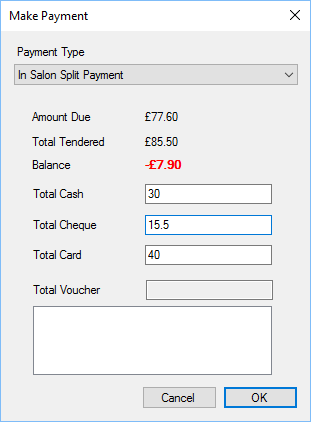 Make Payment
Payment Type
In Salon Split Payment
Amount Due £77.60
Total Tendered £85.50
Balance -£7.90
Total Cash 30
Total Cheque 15.5
Total Card 40
Total Voucher
Cancel OK